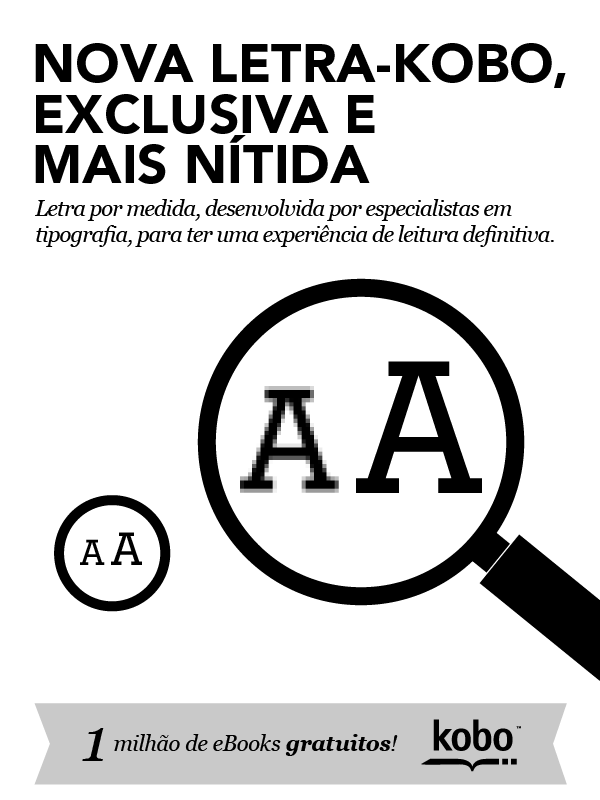 NOVA LETRA-KOBO,
EXCLUSIVA E
MAIS NÍTIDA
Letra por medida, desenvolvida por especialistas em
tipografia, para ter uma experiência de leitura definitiva.
A A
A A
1 milhão de eBooks gratuitos!
kobo™